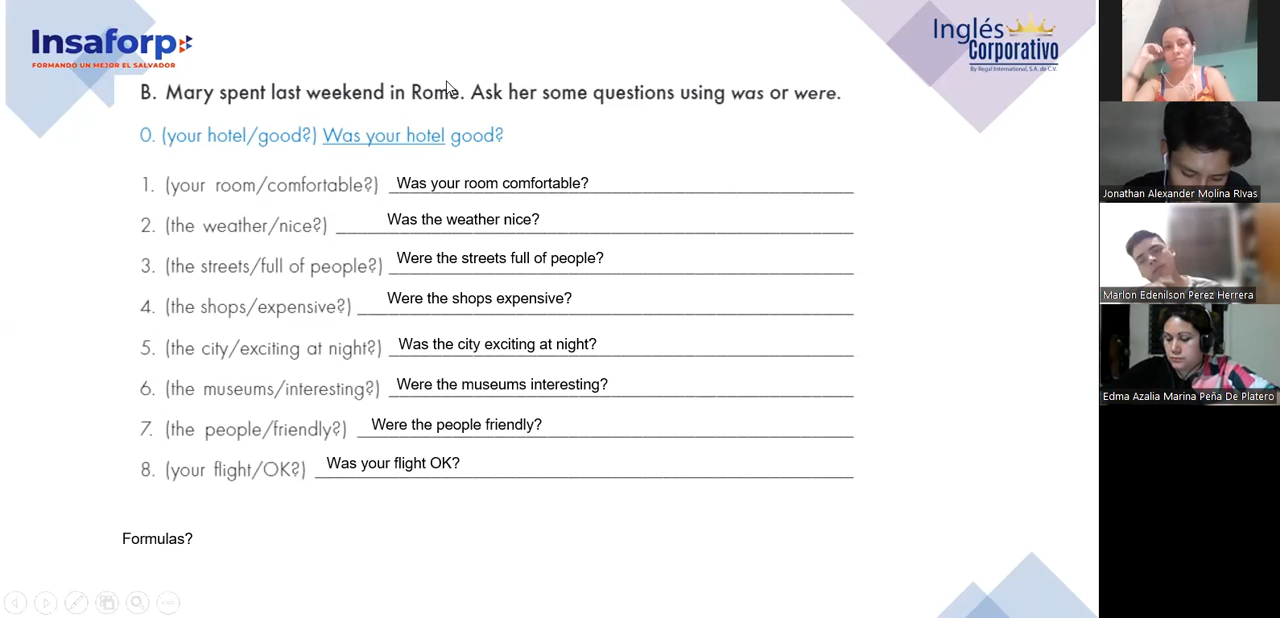 Insaforp
FORMANDO UN MEJOR EL SALVADOR
Inglés
Corporativo
By Regal International, S.A. de C.V.
B. Mary spent last weekend in Rome. Ask her some questions using was or were.
0. (your hotel/good?) Was your hotel good?
1. (your room/comfortable?) Was your room comfortable?
2. (the weather/nice?) Was the weather nice?
3. (the streets/full of people?) Were the streets full of people?
4. (the shops/expensive?) Were the shops expensive?
5. (the city/exciting at night?) Was the city exciting at night?
6. (the museums/interesting?) Were the museums interesting?
7. (the people/friendly?) Were the people friendly?
8. (your flight/OK?) Was your flight OK?
Formulas?
Jonathan Alexander Molina Rivas
Marlon Edenilson Perez Herrera
Edma Azalia Marina Peña De Platero